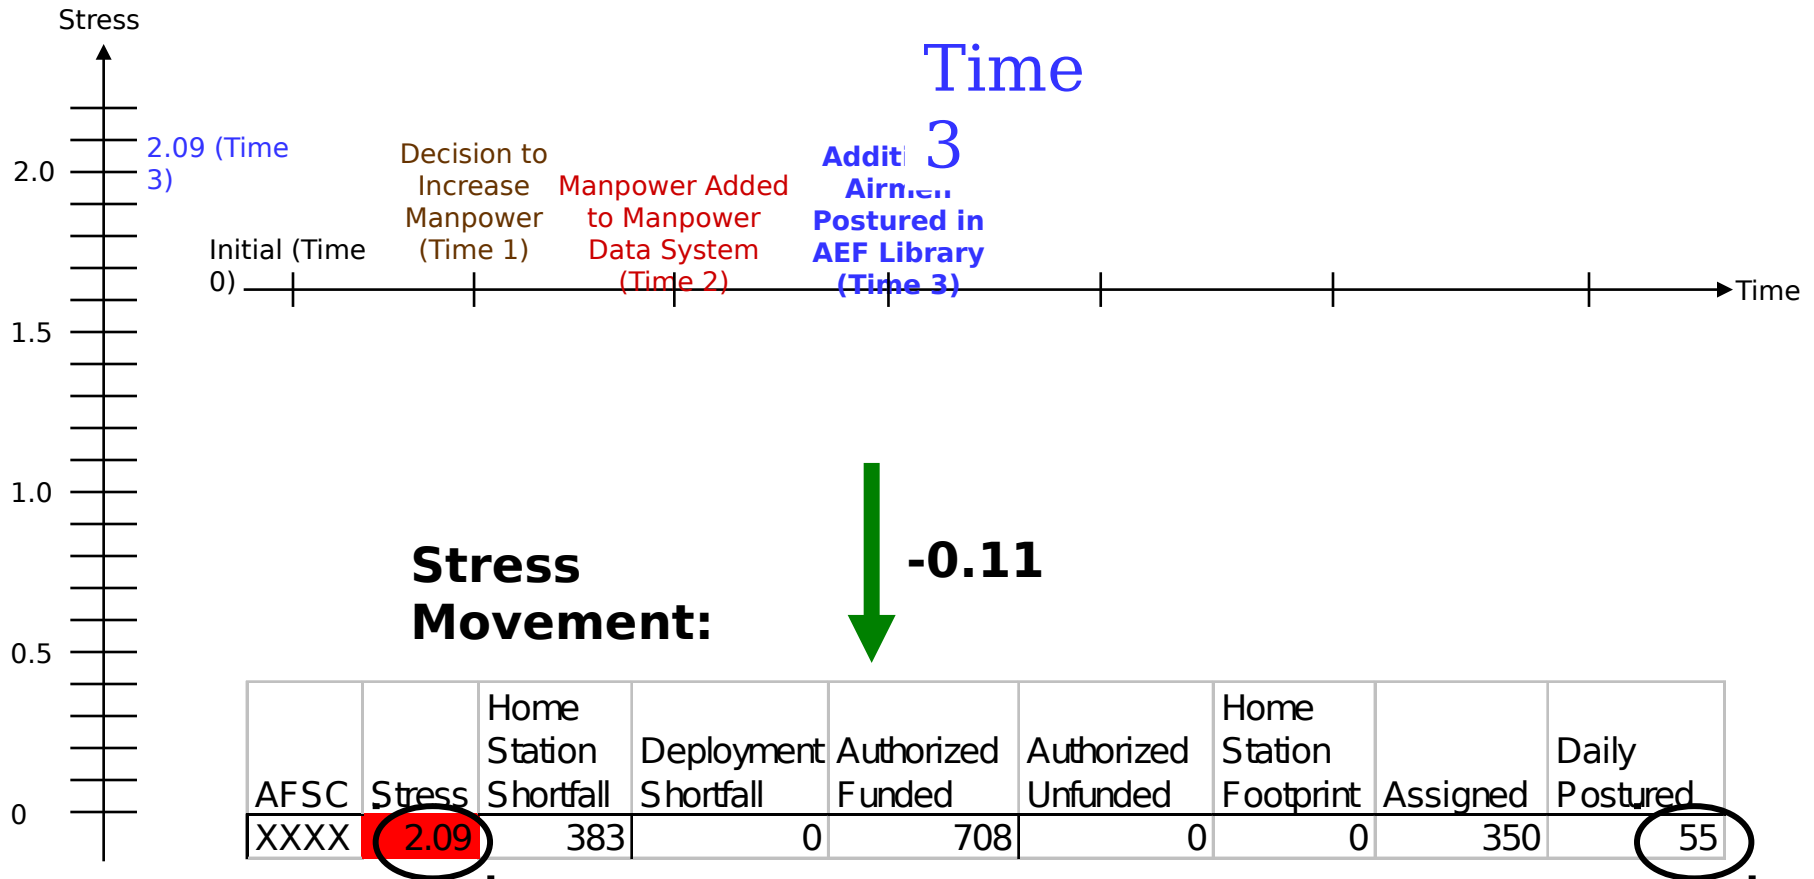 Stress
Time
3
2.09 (Time
3)
Decision to
Increase
Manpower
(Time 1)
Manpower Added
to Manpower
Data System
(Time 2)
Airmen
Postured in
AEF Library
(Time 3)
Initial (Time
0)
Time
2.0
1.5
1.0
0.5
0
Stress
Movement:
-0.11
AFSC Stress Home Station Shortfall Deployment Shortfall Authorized Funded Authorized Unfunded Home Station Footprint Assigned Daily Postured
XXXX 2.09 383 0 708 0 0 350 55